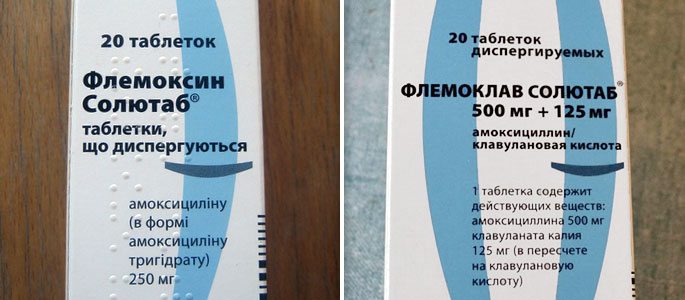 20 таблеток
Флемоксин
Солютаб®
таблетки,
що диспергуються
амоксициліну
(в формі
амоксициліну
тригідрату)
250 мг
20 таблеток
диспергируемых
ФЛЕМОКЛАВ СОЛЮТАБ®
500 мг + 125 мг
амоксициллин/
клавулановая кислота
1 таблетка содержит
действующих веществ:
амоксициллина 500 мг
клавуланата калия
125 мг (в пересчете
на клавулановую
кислоту)